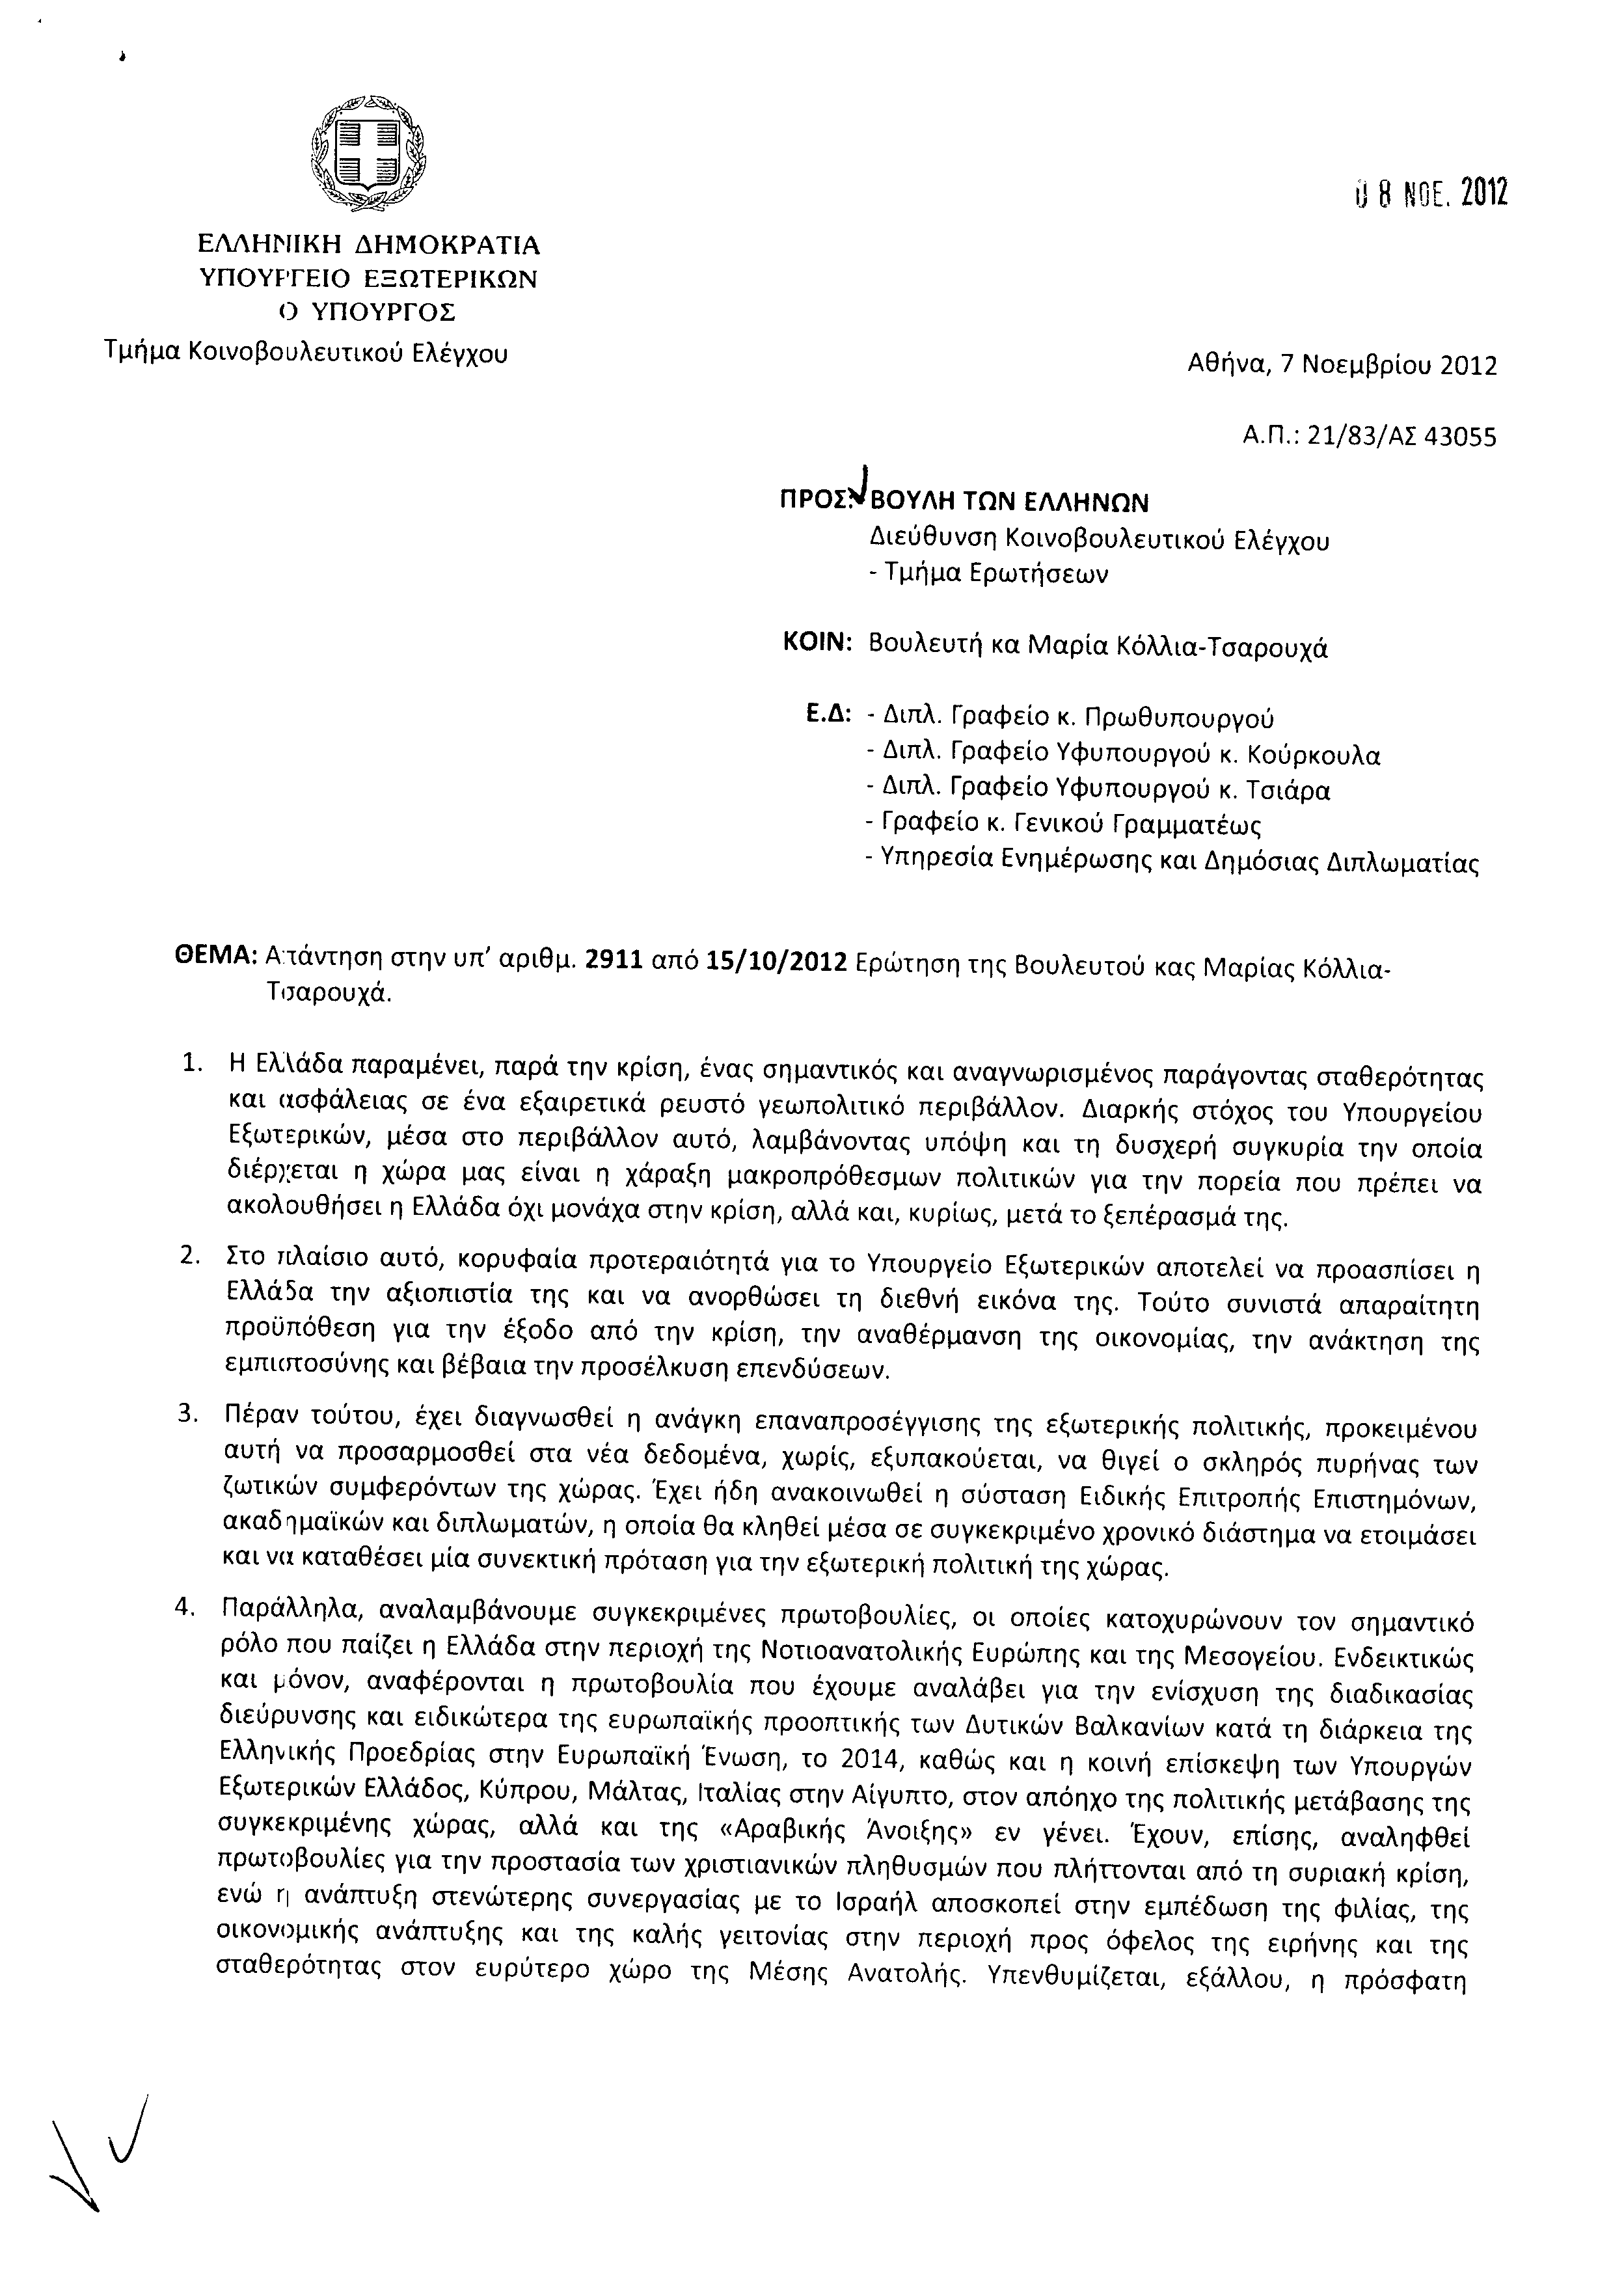 0 8 ΝΟΕ. 2012
ΕΛΛΗΝΙΚΗ ΔΗΜΟΚΡΑΤΙΑ
ΥΠΟΥΡΓΕΙΟ ΕΞΩΤΕΡΙΚΩΝ
Ο ΥΠΟΥΡΓΟΣ
Τμήμα Κοινοβουλευτικού Ελέγχου
Αθήνα, 7 Νοεμβρίου 2012
Α.Π.: 21/83/ΑΣ 43055
ΠΡΟΣ: ΒΟΥΛΗ ΤΩΝ ΕΛΛΗΝΩΝ
Διεύθυνση Κοινοβουλευτικού Ελέγχου
- Τμήμα Ερωτήσεων
ΚΟΙΝ: Βουλευτή κα Μαρία Κόλλια-Τσαρουχά
Ε.Δ: - Διπλ. Γραφείο κ. Πρωθυπουργού
- Διπλ. Γραφείο Υφυπουργού κ. Κούρκουλα
- Διπλ. Γραφείο Υφυπουργού κ. Τσιάρα
- Γραφείο κ. Γενικού Γραμματέως
- Υπηρεσία Ενημέρωσης και Δημόσιας Διπλωματίας
ΘΕΜΑ: Απάντηση στην υπ' αριθμ. 2911 από 15/10/2012 Ερώτηση της Βουλευτού κας Μαρίας Κόλλια-
Τσαρουχά.
1. Η Ελλάδα παραμένει, παρά την κρίση, ένας σημαντικός και αναγνωρισμένος παράγοντας σταθερότητας
και ασφάλειας σε ένα εξαιρετικά ρευστό γεωπολιτικό περιβάλλον. Διαρκής στόχος του Υπουργείου
Εξωτερικών, μέσα στο περιβάλλον αυτό, λαμβάνοντας υπόψη και τη δυσχερή συγκυρία την οποία
διέρχεται η χώρα μας είναι η χάραξη μακροπρόθεσμων πολιτικών για την πορεία που πρέπει να
ακολουθήσει η Ελλάδα όχι μονάχα στην κρίση, αλλά και, κυρίως, μετά το ξεπέρασμά της.
2. Στο πλαίσιο αυτό, κορυφαία προτεραιότητά για το Υπουργείο Εξωτερικών αποτελεί να προασπίσει η
Ελλάδα την αξιοπιστία της και να ανορθώσει τη διεθνή εικόνα της. Τούτο συνιστά απαραίτητη
προϋπόθεση για την έξοδο από την κρίση, την αναθέρμανση της οικονομίας, την ανάκτηση της
εμπιστοσύνης και βέβαια την προσέλκυση επενδύσεων.
3. Πέραν τούτου, έχει διαγνωσθεί η ανάγκη επαναπροσέγγισης της εξωτερικής πολιτικής, προκειμένου
αυτή να προσαρμοσθεί στα νέα δεδομένα, χωρίς, εξυπακούεται, να θιγεί ο σκληρός πυρήνας των
ζωτικών συμφερόντων της χώρας. Έχει ήδη ανακοινωθεί η σύσταση Ειδικής Επιτροπής Επιστημόνων,
ακαδημαϊκών και διπλωματών, η οποία θα κληθεί μέσα σε συγκεκριμένο χρονικό διάστημα να ετοιμάσει
και να καταθέσει μία συνεκτική πρόταση για την εξωτερική πολιτική της χώρας.
4. Παράλληλα, αναλαμβάνουμε συγκεκριμένες πρωτοβουλίες, οι οποίες κατοχυρώνουν τον σημαντικό
ρόλο που παίζει η Ελλάδα στην περιοχή της Νοτιοανατολικής Ευρώπης και της Μεσογείου. Ενδεικτικώς
και μόνον, αναφέρονται η πρωτοβουλία που έχουμε αναλάβει για την ενίσχυση της διαδικασίας
διεύρυνσης και ειδικώτερα της ευρωπαϊκής προοπτικής των Δυτικών Βαλκανίων κατά τη διάρκεια της
Ελληνικής Προεδρίας στην Ευρωπαϊκή Ένωση, το 2014, καθώς και η κοινή επίσκεψη των Υπουργών
Εξωτερικών Ελλάδος, Κύπρου, Μάλτας, Ιταλίας στην Αίγυπτο, στον απόηχο της πολιτικής μετάβασης της
συγκεκριμένης χώρας, αλλά και της «Αραβικής Άνοιξης» εν γένει. Έχουν, επίσης, αναληφθεί
πρωτοβουλίες για την προστασία των χριστιανικών πληθυσμών που πλήττονται από τη συριακή κρίση,
ενώ η ανάπτυξη στενώτερης συνεργασίας με το Ισραήλ αποσκοπεί στην εμπέδωση της φιλίας, της
οικονομικής ανάπτυξης και της καλής γειτονίας στην περιοχή προς όφελος της ειρήνης και της
σταθερότητας στον ευρύτερο χώρο της Μέσης Ανατολής. Υπενθυμίζεται, εξάλλου, η πρόσφατη